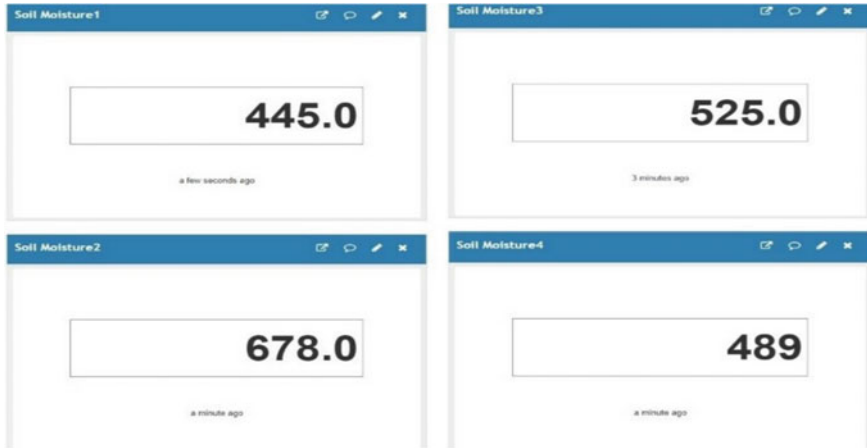 Soil Moisture1
445.0
a few seconds ago
Soil Moisture3
525.0
3 minutes ago
Soil Moisture2
678.0
a minute ago
Soil Moisture4
489
a minute ago